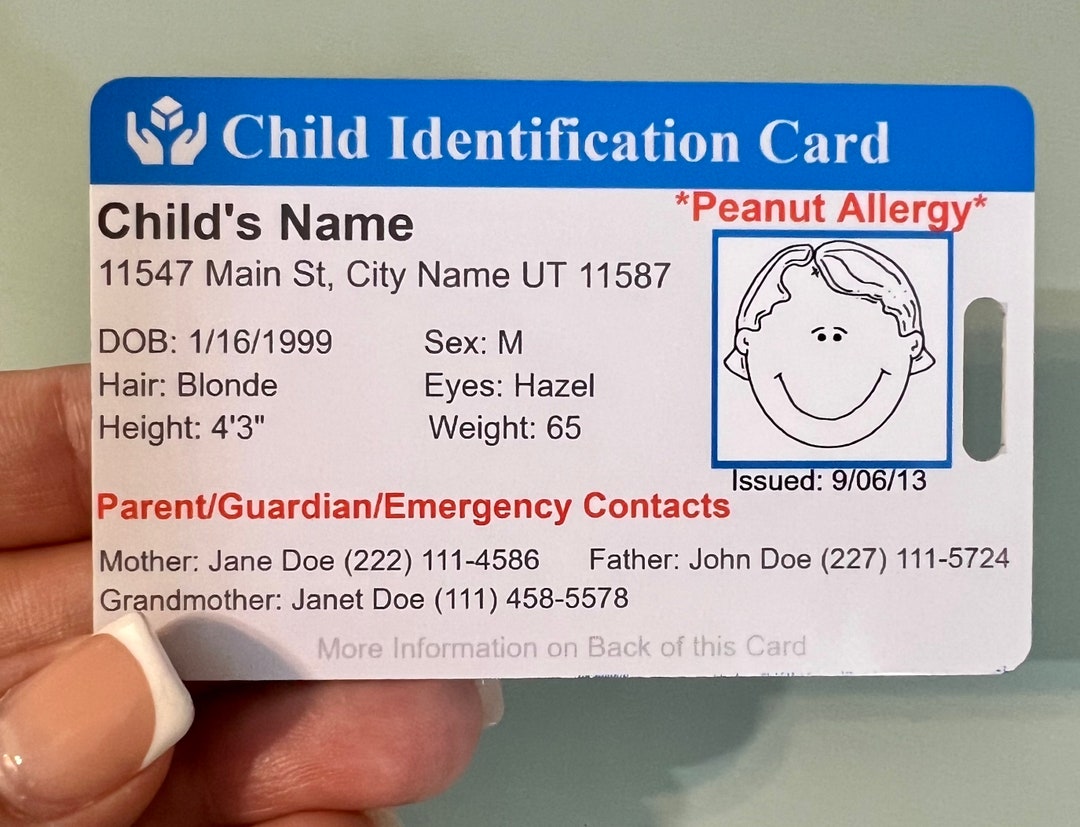 Child Identification Card
*Peanut Allergy*
Child's Name
11547 Main St, City Name UT 11587
DOB: 1/16/1999 Sex: M
Hair: Blonde Eyes: Hazel
Height: 4'3" Weight: 65
Issued: 9/06/13
Parent/Guardian/Emergency Contacts
Mother: Jane Doe (222) 111-4586 Father: John Doe (227) 111-5724
Grandmother: Janet Doe (111) 458-5578
More Information on Back of this Card